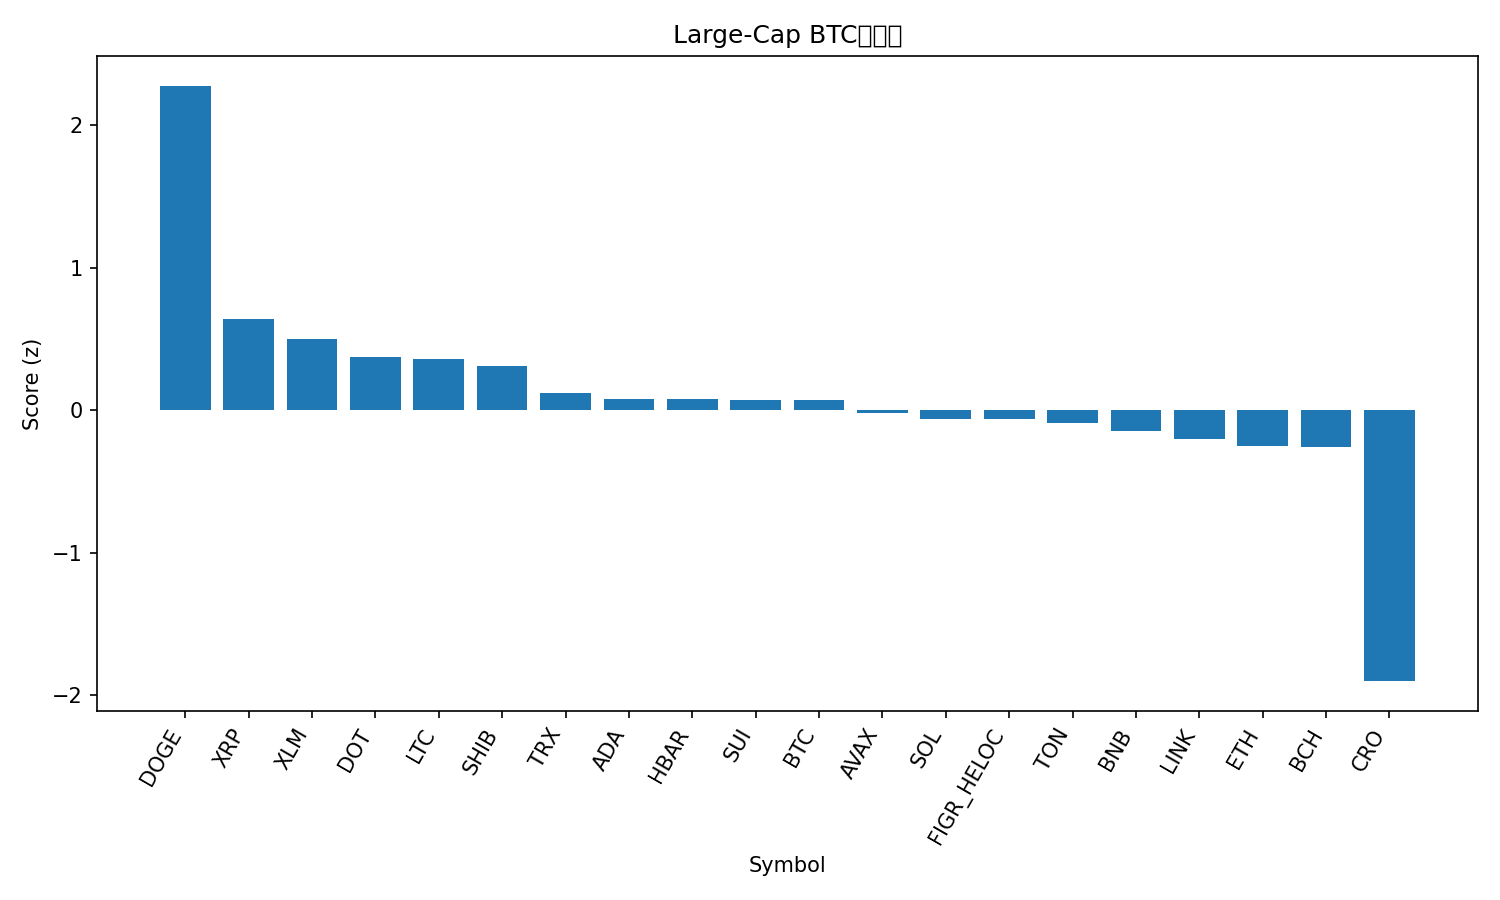 Large-Cap BTC
Score (z)
2
1
0
−1
−2
DOGE
XRP
XLM
DOT
LTC
SHIB
TRX
ADA
HBAR
SUI
BTC
AVAX
SOL
FIGR_HELOC
TON
BNB
LINK
ETH
BCH
CRO
Symbol